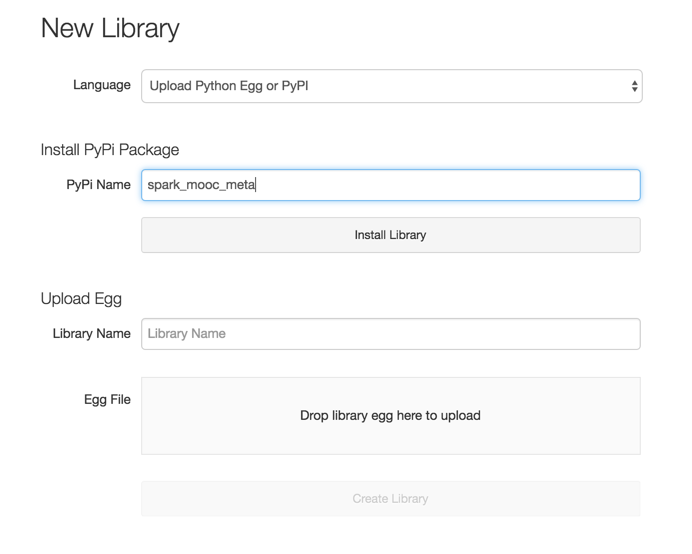 New Library
Language Upload Python Egg or PyPI
Install PyPi Package
PyPi Name spark_mooc_meta
Install Library
Upload Egg
Library Name Library Name
Egg File
Drop library egg here to upload
Create Library